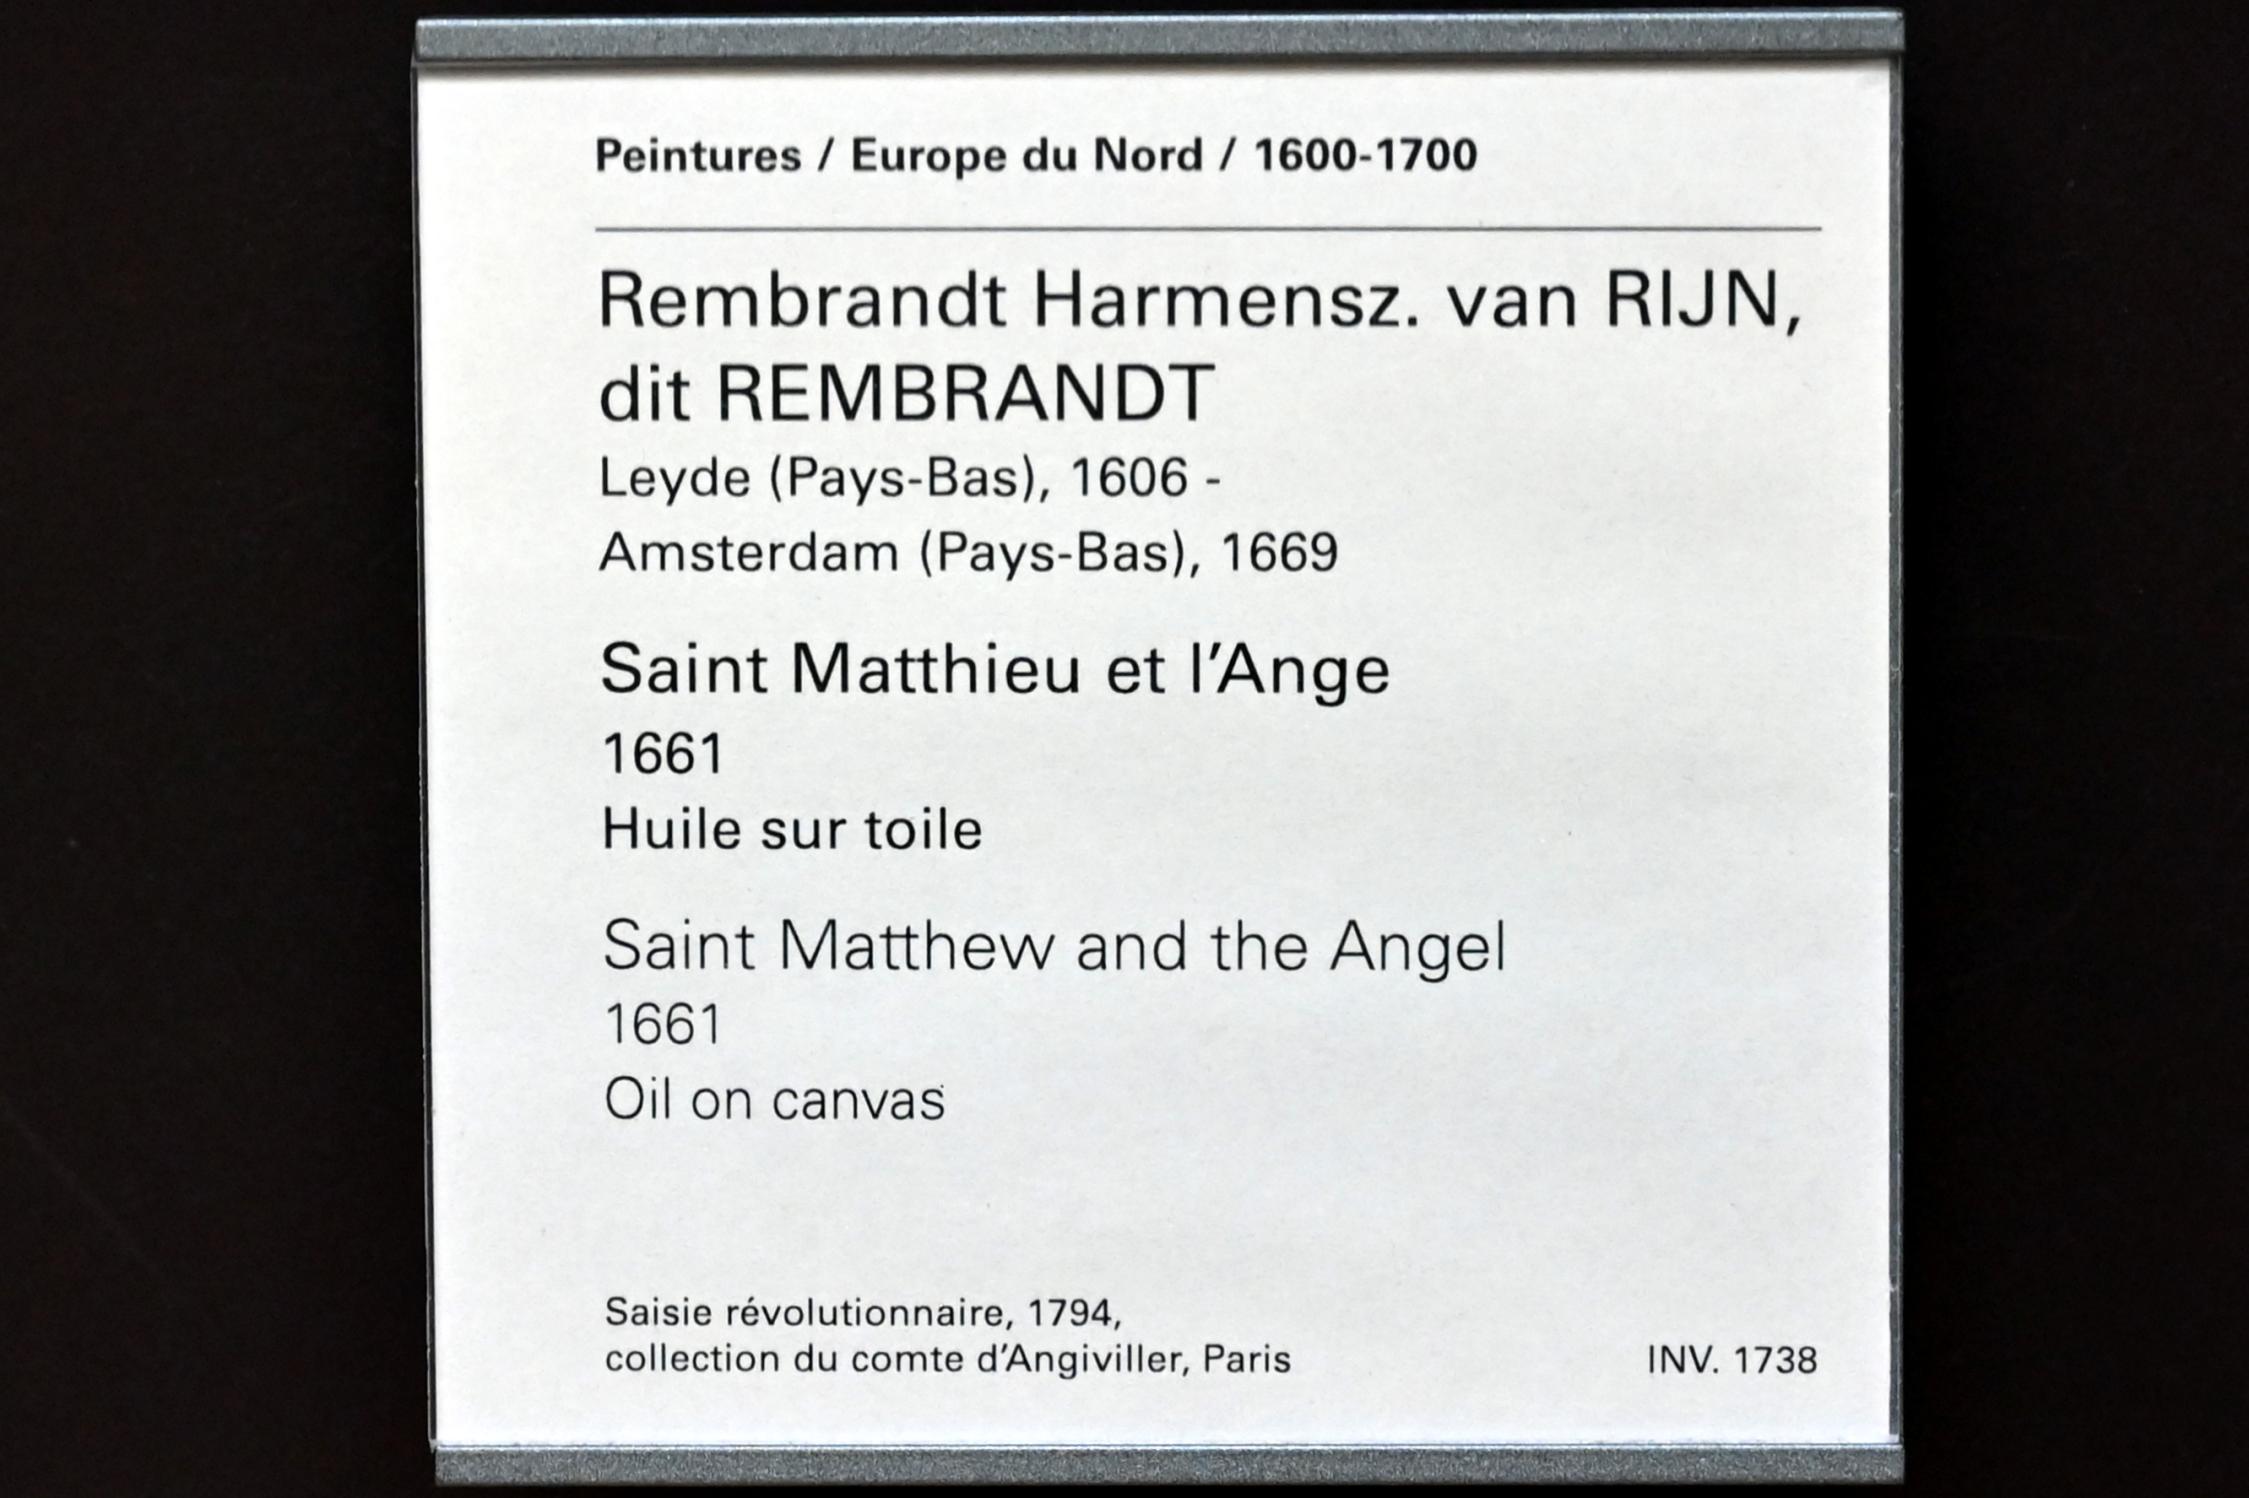 Peintures / Europe du Nord / 1600-1700
Rembrandt Harmensz. van RIJN,
dit REMBRANDT
Leyde (Pays-Bas), 1606 -
Amsterdam (Pays-Bas), 1669
Saint Matthieu et l'Ange
1661
Huile sur toile
Saint Matthew and the Angel
1661
Oil on canvas
Saisie révolutionnaire, 1794,
collection du comte d'Angiviller, Paris
INV. 1738